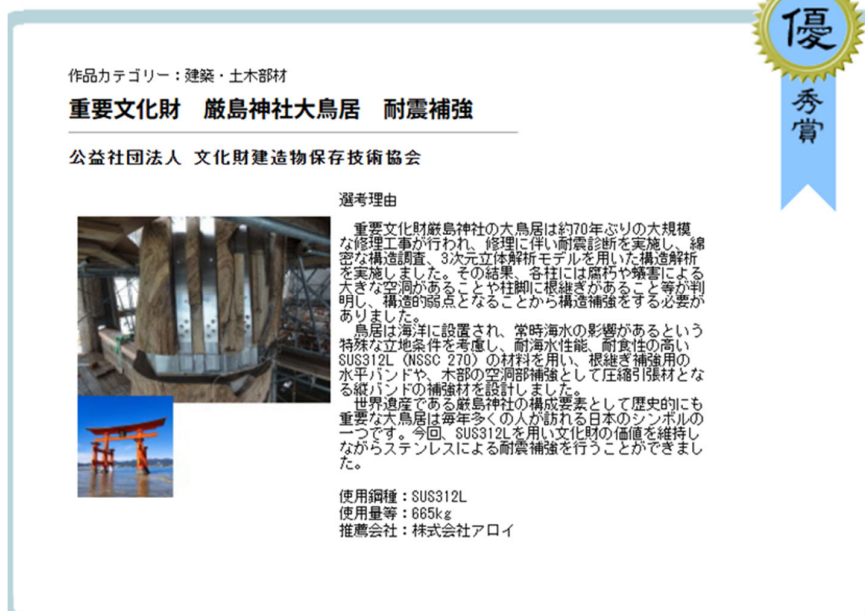 優
秀
賞
作品カテゴリー：建築・土木部材
重要文化財　厳島神社大鳥居　耐震補強
公益社団法人 文化財建造物保存技術協会
選考理由
　重要文化財厳島神社の大鳥居は約70年ぶりの大規模
な修理工事が行われ、修理に伴い耐震診断を実施し、綿
密な構造調査、3次元立体解析モデルを用いた構造解析
を実施しました。その結果、各柱には腐朽や蟻害による
大きな空洞があることや柱脚に根継ぎがあること等が判
明し、構造的弱点となることから構造補強をする必要が
ありました。
　鳥居は海洋に設置され、常時海水の影響があるという
特殊な立地条件を考慮し、耐海水性能、耐食性の高い
SUS312L（NSSC 270）の材料を用い、根継ぎ補強用の
水平バンドや、木部の空洞部補強として圧縮引張材とな
る縦バンドの補強材を設計しました。
　世界遺産である厳島神社の構成要素として歴史的にも
重要な大鳥居は毎年多くの人が訪れる日本のシンボルの
一つです。今回、SUS312Lを用い文化財の価値を維持し
ながらステンレスによる耐震補強を行うことができまし
た。
使用鋼種：SUS312L
使用量等：665kg
推薦会社：株式会社アロイ